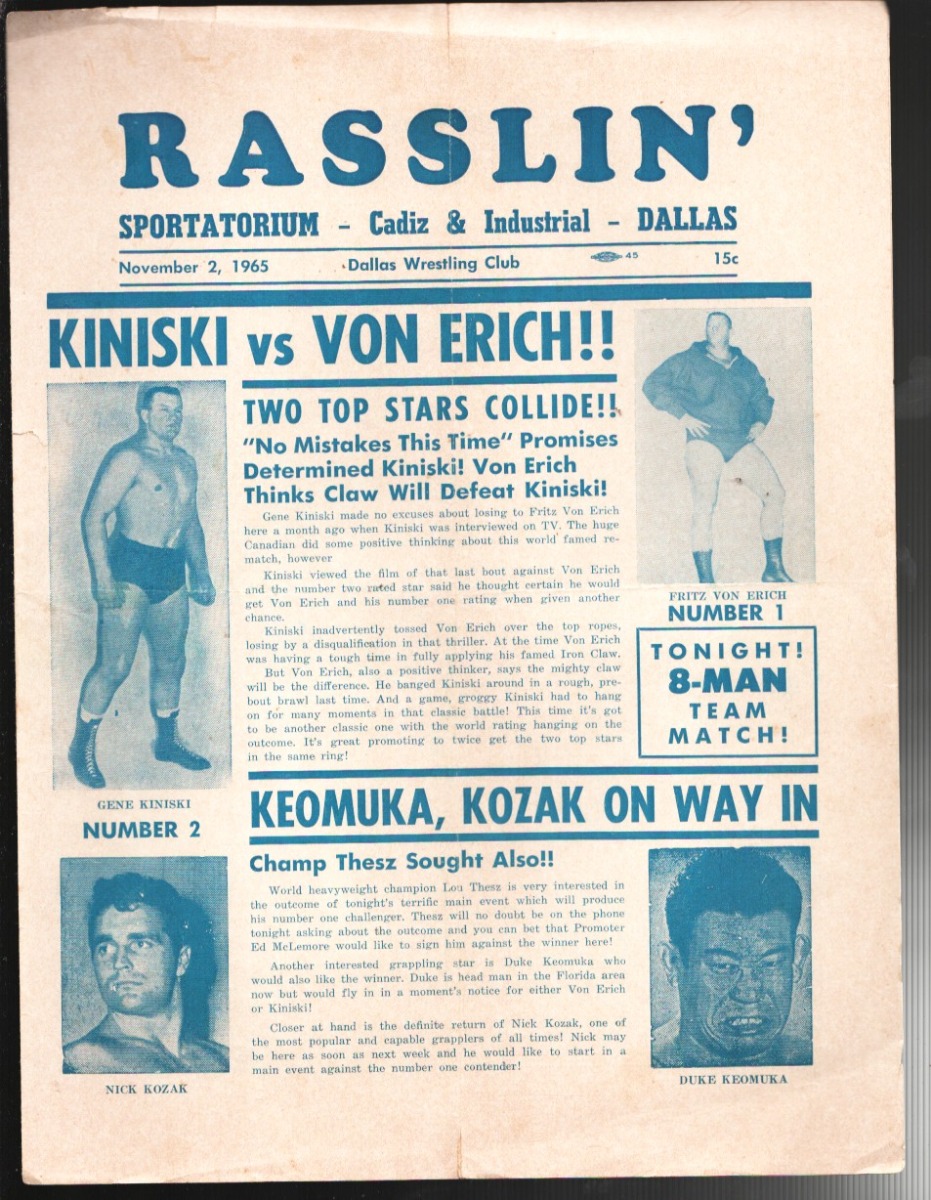 RASSLIN'
SPORTATORIUM - Cadiz & Industrial - DALLAS
November 2, 1965 Dallas Wrestling Club 45 15c
KINISKI vs VON ERICH!!
TWO TOP STARS COLLIDE!!
"No Mistakes This Time" Promises
Determined Kiniski! Von Erich
Thinks Claw Will Defeat Kiniski!
Gene Kiniski made no excuses about losing to Fritz Von Erich
here a month ago when Kiniski was interviewed on TV. The huge
Canadian did some positive thinking about this world famed re-
match, however
Kiniski viewed the film of that last bout against Von Erich
and the number two rated star said he thought certain he would
get Von Erich and his number one rating when given another
chance.
Kiniski inadvertently tossed Von Erich over the top ropes,
losing by a disqualification in that thriller. At the time Von Erich
was having a tough time in fully applying his famed Iron Claw.
But Von Erich, also a positive thinker, says the mighty claw
will be the difference. He banged Kiniski around in a rough, pre-
bout brawl last time. And a game, groggy Kiniski had to hang
on for many moments in that classic battle! This time it's got
to be another classic one with the world rating hanging on the
outcome. It's great promoting to twice get the two top stars
in the same ring!
GENE KINISKI
NUMBER 2
FRITZ VON ERICH
NUMBER 1
TONIGHT!
8-MAN
TEAM
MATCH!
KEOMUKA, KOZAK ON WAY IN
Champ Thesz Sought Also!!
World heavyweight champion Lou Thesz is very interested in
the outcome of tonight's terrific main event which will produce
his number one challenger. Thesz will no doubt be on the phone
tonight asking about the outcome and you can bet that Promoter
Ed McLemore would like to sign him against the winner here!
Another interested grappling star is Duke Keomuka who
would also like the winner. Duke is head man in the Florida area
now but would fly in in a moment's notice for either Von Erich
or Kiniski!
Closer at hand is the definite return of Nick Kozak, one of
the most popular and capable grapplers of all times! Nick may
be here as soon as next week and he would like to start in a
main event against the number one contender!
NICK KOZAK
DUKE KEOMUKA